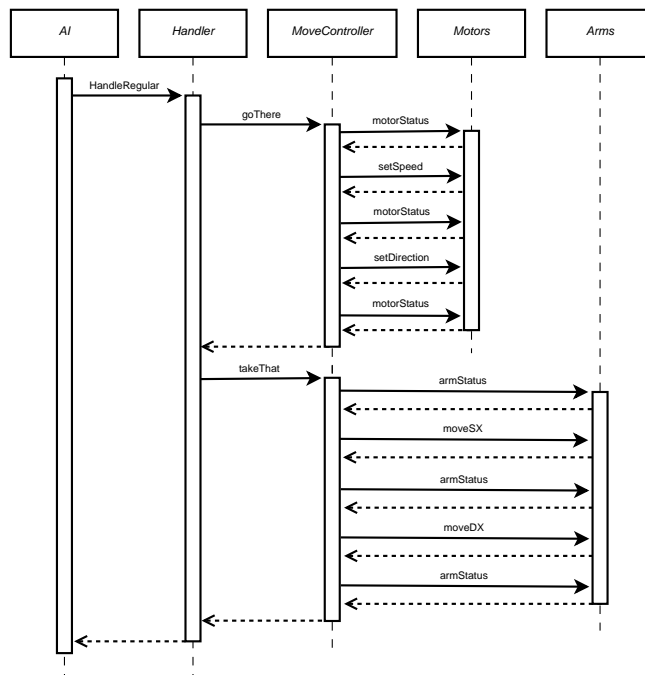 AI
Handler
MoveController
Motors
Arms
HandleRegular
goThere
motorStatus
setSpeed
motorStatus
setDirection
motorStatus
takeThat
armStatus
moveSX
armStatus
moveDX
armStatus